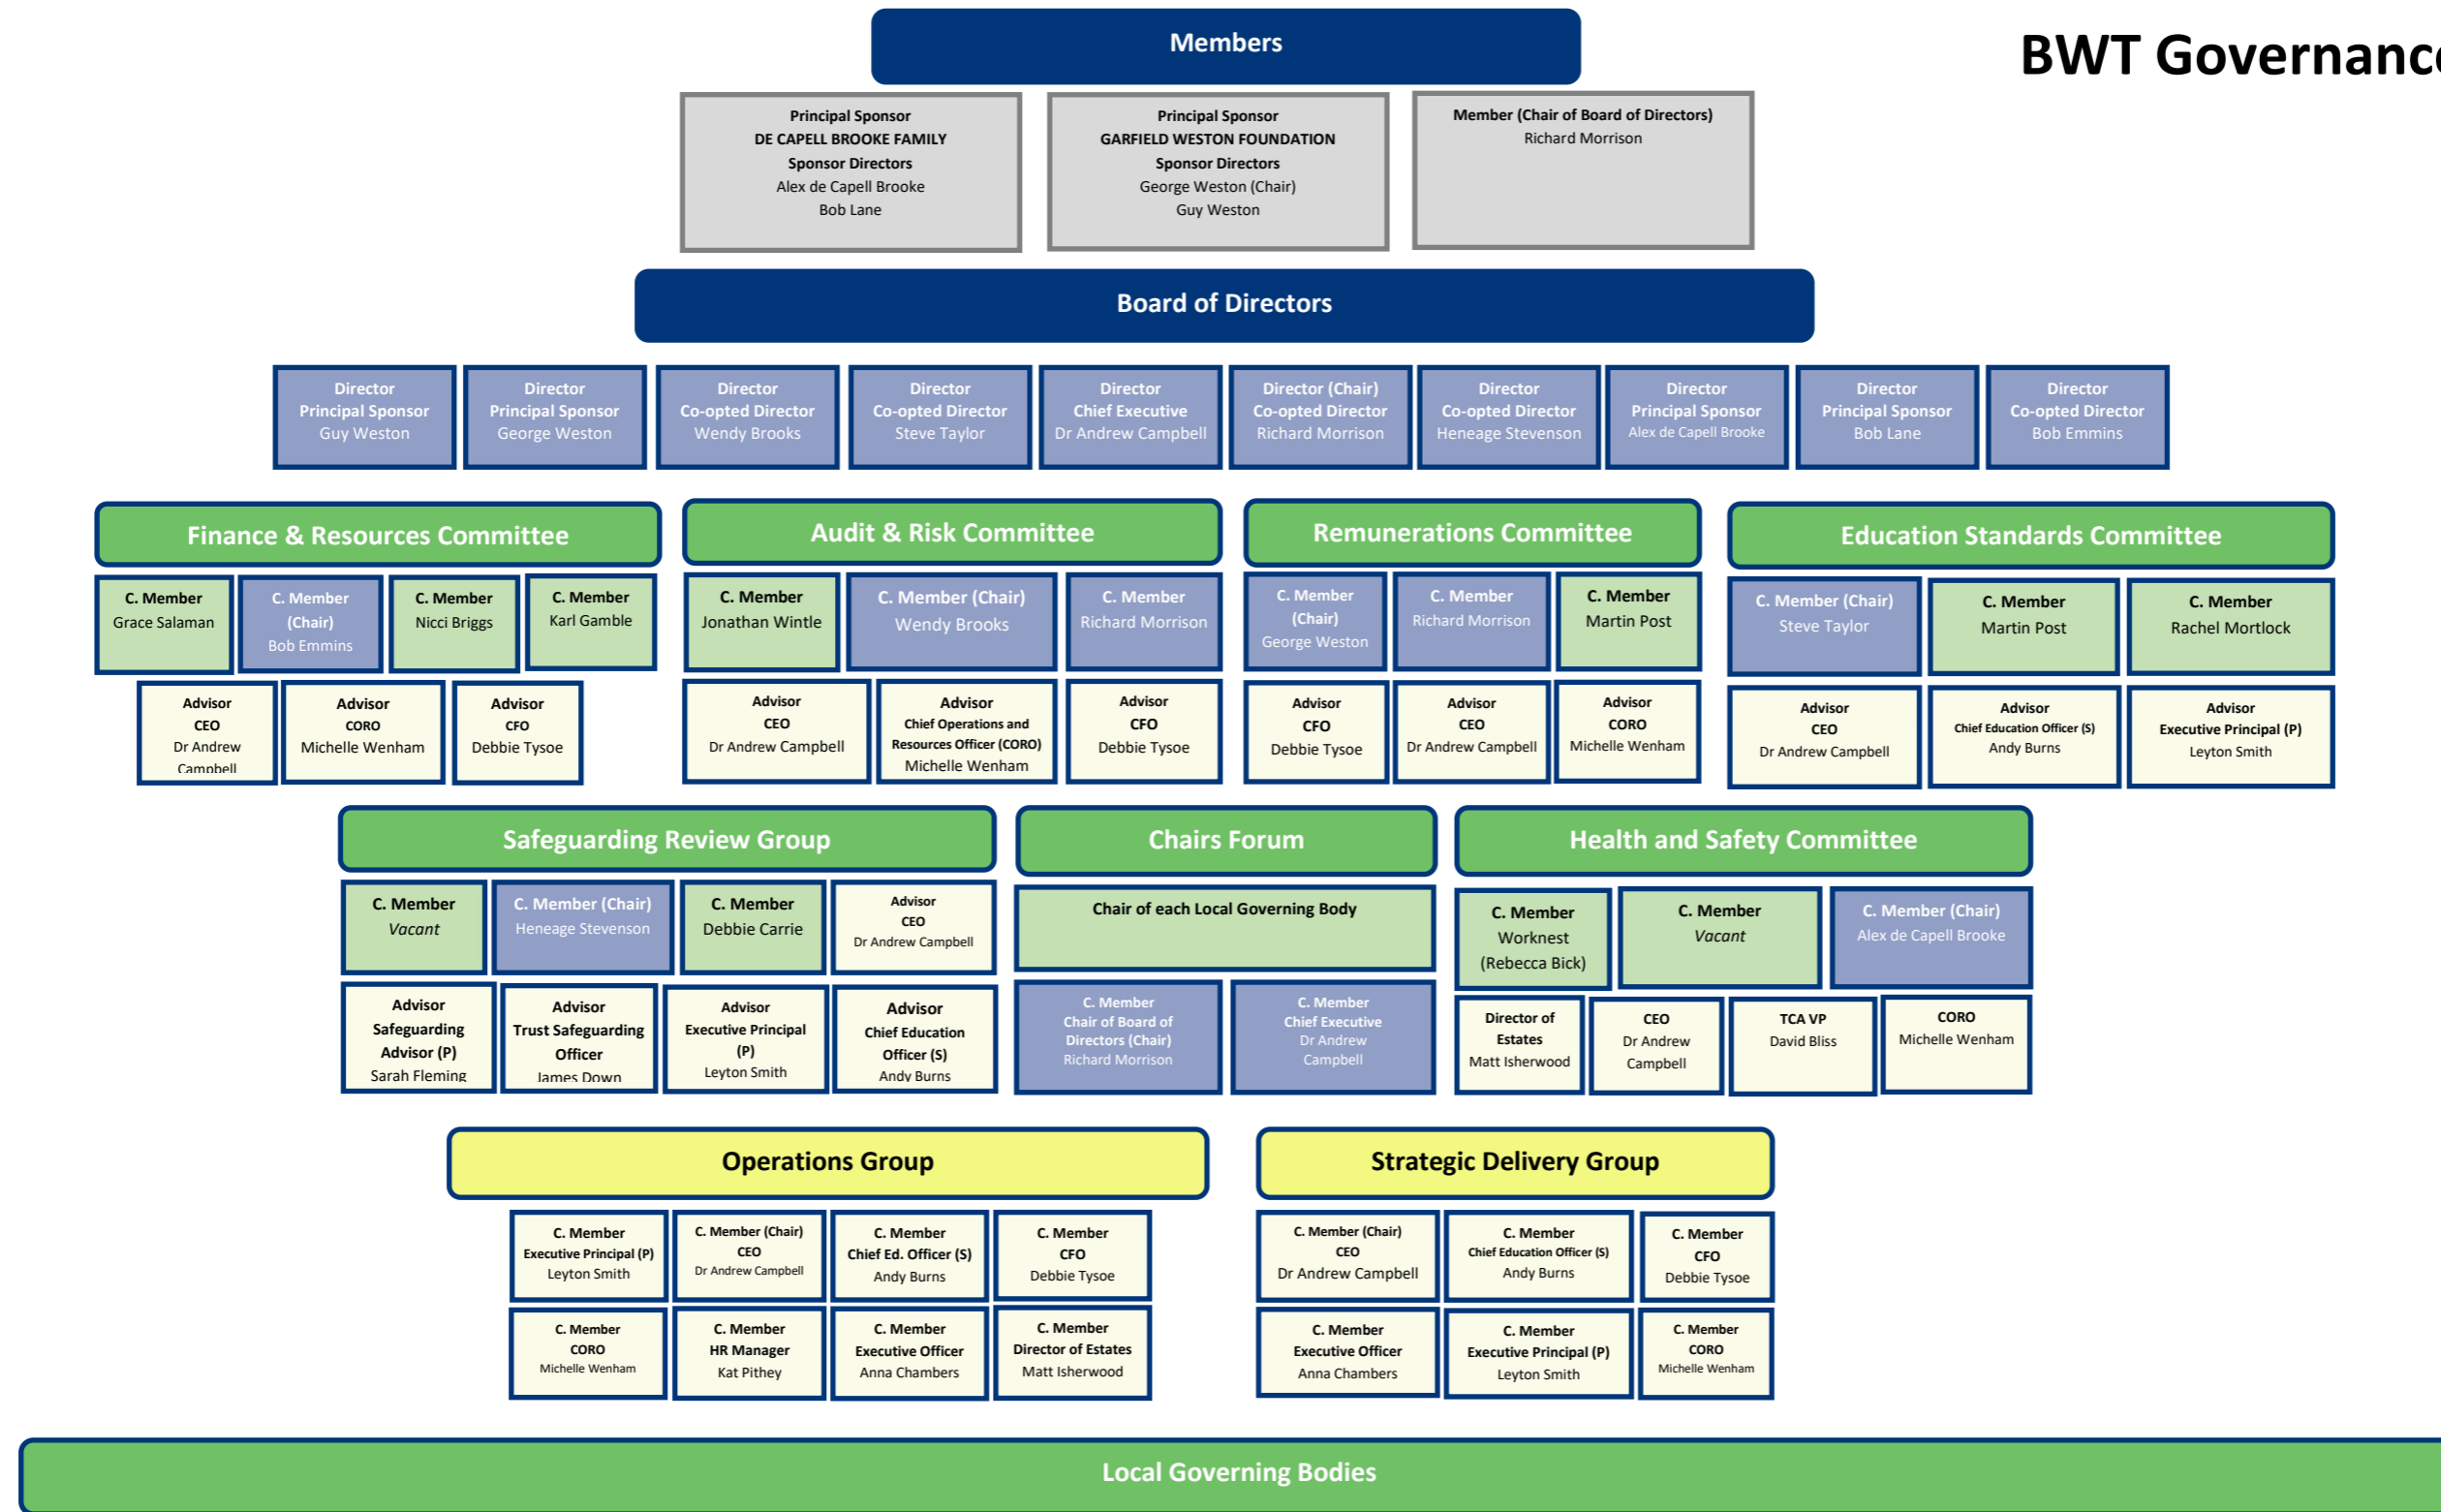 Members
BWT Governance
Principal Sponsor
DE CAPELL BROOKE FAMILY
Sponsor Directors
Alex de Capell Brooke
Bob Lane
Principal Sponsor
GARFIELD WESTON FOUNDATION
Sponsor Directors
George Weston (Chair)
Guy Weston
Member (Chair of Board of Directors)
Richard Morrison
Board of Directors
Director
Principal Sponsor
Guy Weston
Director
Principal Sponsor
George Weston
Director
Co-opted Director
Wendy Brooks
Director
Co-opted Director
Steve Taylor
Director
Chief Executive
Dr Andrew Campbell
Director (Chair)
Co-opted Director
Richard Morrison
Director
Co-opted Director
Heneage Stevenson
Director
Principal Sponsor
Alex de Capell Brooke
Director
Principal Sponsor
Bob Lane
Director
Co-opted Director
Bob Emmins
Finance & Resources Committee
C. Member
Grace Salaman
C. Member
(Chair)
Bob Emmins
C. Member
Nicci Briggs
C. Member
Karl Gamble
Advisor
CEO
Dr Andrew
Campbell
Advisor
CORO
Michelle Wenham
Advisor
CFO
Debbie Tysoe
Audit & Risk Committee
C. Member
Jonathan Wintle
C. Member (Chair)
Wendy Brooks
C. Member
Richard Morrison
Advisor
CEO
Dr Andrew Campbell
Advisor
Chief Operations and
Resources Officer (CORO)
Michelle Wenham
Advisor
CFO
Debbie Tysoe
Remunerations Committee
C. Member
(Chair)
George Weston
C. Member
Richard Morrison
C. Member
Martin Post
Advisor
CFO
Debbie Tysoe
Advisor
CEO
Dr Andrew Campbell
Advisor
CORO
Michelle Wenham
Education Standards Committee
C. Member (Chair)
Steve Taylor
C. Member
Martin Post
C. Member
Rachel Mortlock
Advisor
CEO
Dr Andrew Campbell
Advisor
Chief Education Officer (S)
Andy Burns
Advisor
Executive Principal (P)
Leyton Smith
Safeguarding Review Group
C. Member
Vacant
C. Member (Chair)
Heneage Stevenson
C. Member
Debbie Carrie
Advisor
CEO
Dr Andrew Campbell
Advisor
Safeguarding
Advisor (P)
Sarah Fleming
Advisor
Trust Safeguarding
Officer
James Down
Advisor
Executive Principal
(P)
Leyton Smith
Advisor
Chief Education
Officer (S)
Andy Burns
Chairs Forum
Chair of each Local Governing Body
C. Member
Chair of Board of
Directors (Chair)
Richard Morrison
C. Member
Chief Executive
Dr Andrew
Campbell
Health and Safety Committee
C. Member
Worknest
(Rebecca Bick)
C. Member
Vacant
C. Member (Chair)
Alex de Capell Brooke
Director of
Estates
Matt Isherwood
CEO
Dr Andrew
Campbell
TCA VP
David Bliss
CORO
Michelle Wenham
Operations Group
C. Member
Executive Principal (P)
Leyton Smith
C. Member (Chair)
CEO
Dr Andrew Campbell
C. Member
Chief Ed. Officer (S)
Andy Burns
C. Member
CFO
Debbie Tysoe
C. Member
CORO
Michelle Wenham
C. Member
HR Manager
Kat Pithey
C. Member
Executive Officer
Anna Chambers
C. Member
Director of Estates
Matt Isherwood
Strategic Delivery Group
C. Member (Chair)
CEO
Dr Andrew Campbell
C. Member
Chief Education Officer (S)
Andy Burns
C. Member
CFO
Debbie Tysoe
C. Member
Executive Officer
Anna Chambers
C. Member
Executive Principal (P)
Leyton Smith
C. Member
CORO
Michelle Wenham
Local Governing Bodies